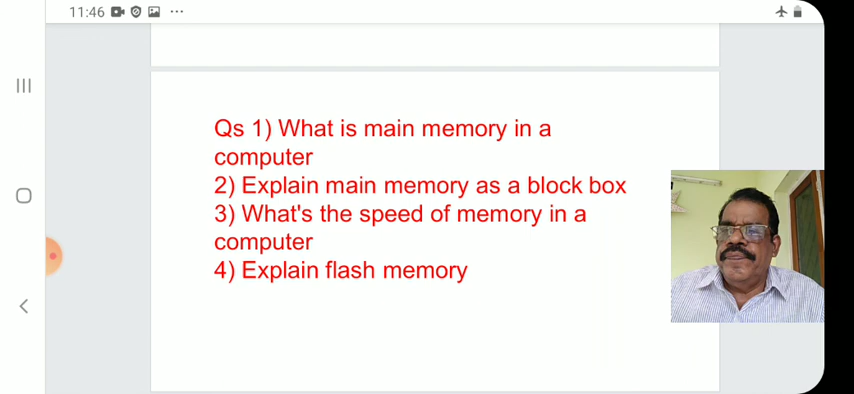 11:46
Qs 1) What is main memory in a
computer
2) Explain main memory as a block box
3) What's the speed of memory in a
computer
4) Explain flash memory